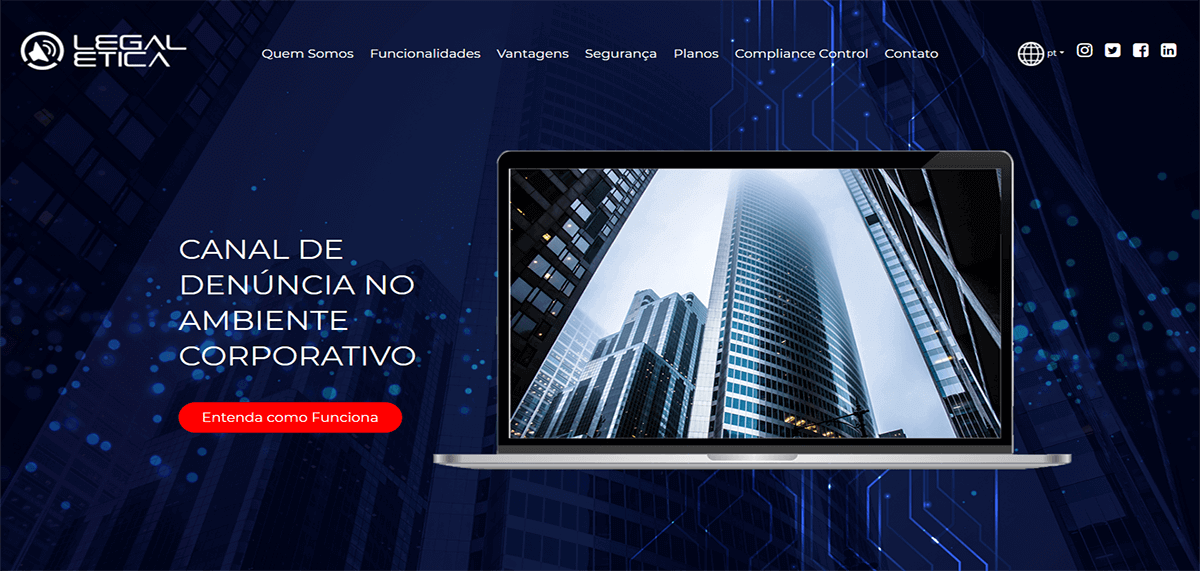 LEGAL
ETICA
Quem Somos Funcionalidades Vantagens Segurança Planos Compliance Control Contato
pt
CANAL DE
DENÚNCIA NO
AMBIENTE
CORPORATIVO
Entenda como Funciona